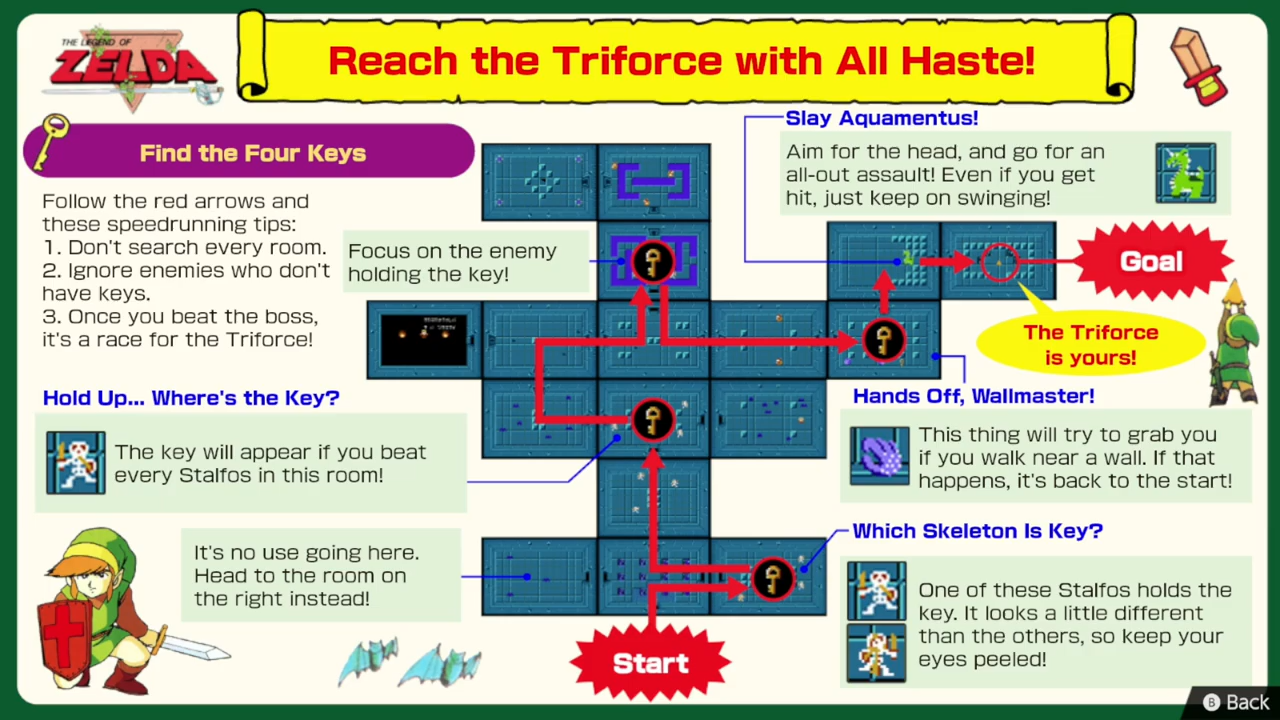 THE LEGEND OF
ZELDA
Reach the Triforce with All Haste!
Find the Four Keys
Follow the red arrows and
these speedrunning tips:
1. Don't search every room.
2. Ignore enemies who don't
have keys.
3. Once you beat the boss,
it's a race for the Triforce!
Focus on the enemy
holding the key!
Slay Aquamentus!
Aim for the head, and go for an
all-out assault! Even if you get
hit, just keep on swinging!
Goal
The Triforce
is yours!
Hold Up... Where's the Key?
The key will appear if you beat
every Stalfos in this room!
Hands Off, Wallmaster!
This thing will try to grab you
if you walk near a wall. If that
happens, it's back to the start!
It's no use going here.
Head to the room on
the right instead!
Which Skeleton Is Key?
One of these Stalfos holds the
key. It looks a little different
than the others, so keep your
eyes peeled!
Start
B Back